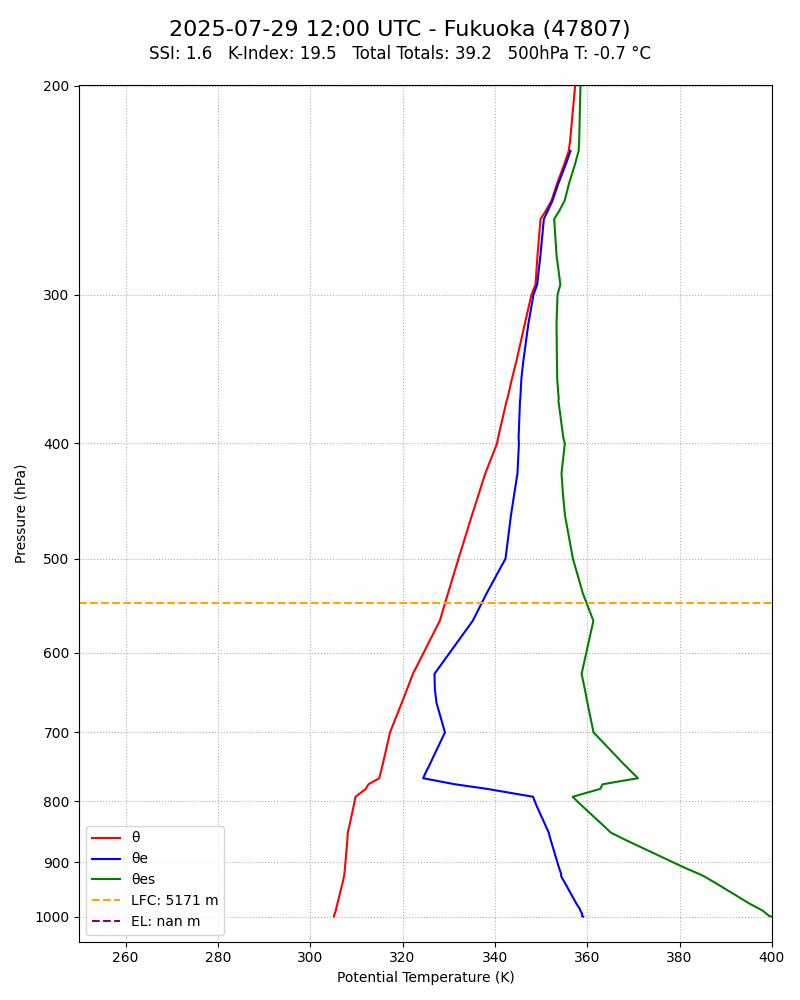 2025-07-29 12:00 UTC - Fukuoka (47807)
SSI: 1.6   K-Index: 19.5   Total Totals: 39.2   500hPa T: -0.7 °C
200
300
400
500
600
700
800
900
1000
Pressure (hPa)
θ
θe
θes
LFC: 5171 m
EL: nan m
260 280 300 320 340 360 380 400
Potential Temperature (K)